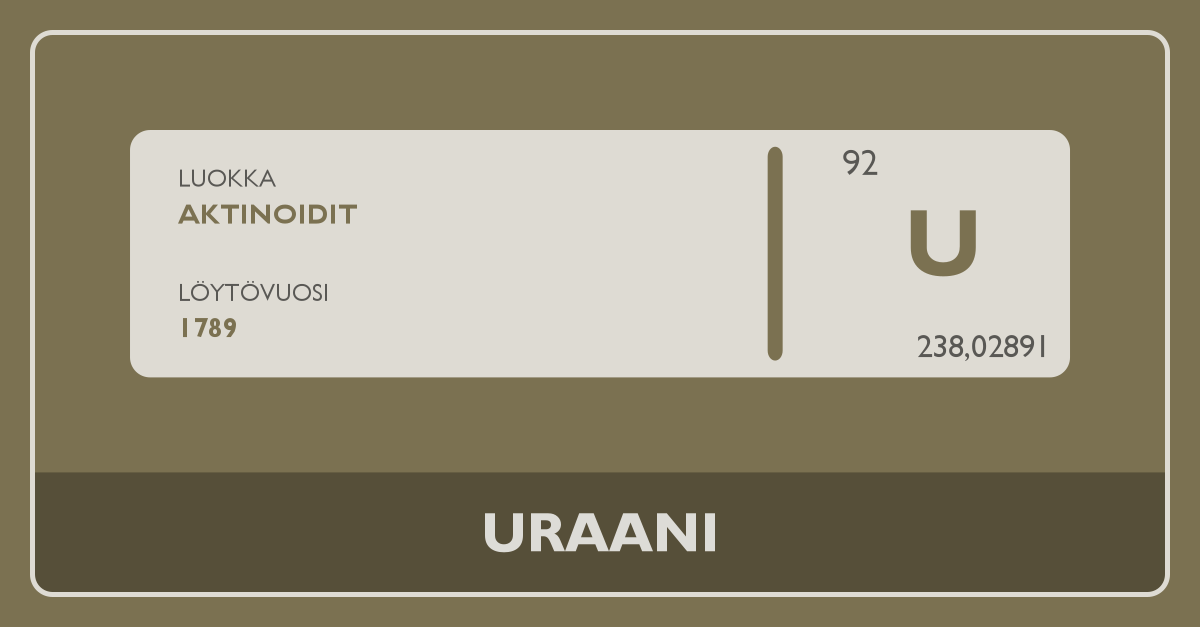 LUOKKA
AKTINOIDIT
LÖYTÖVUOSI
1789
92
U
238,02891
URAANI